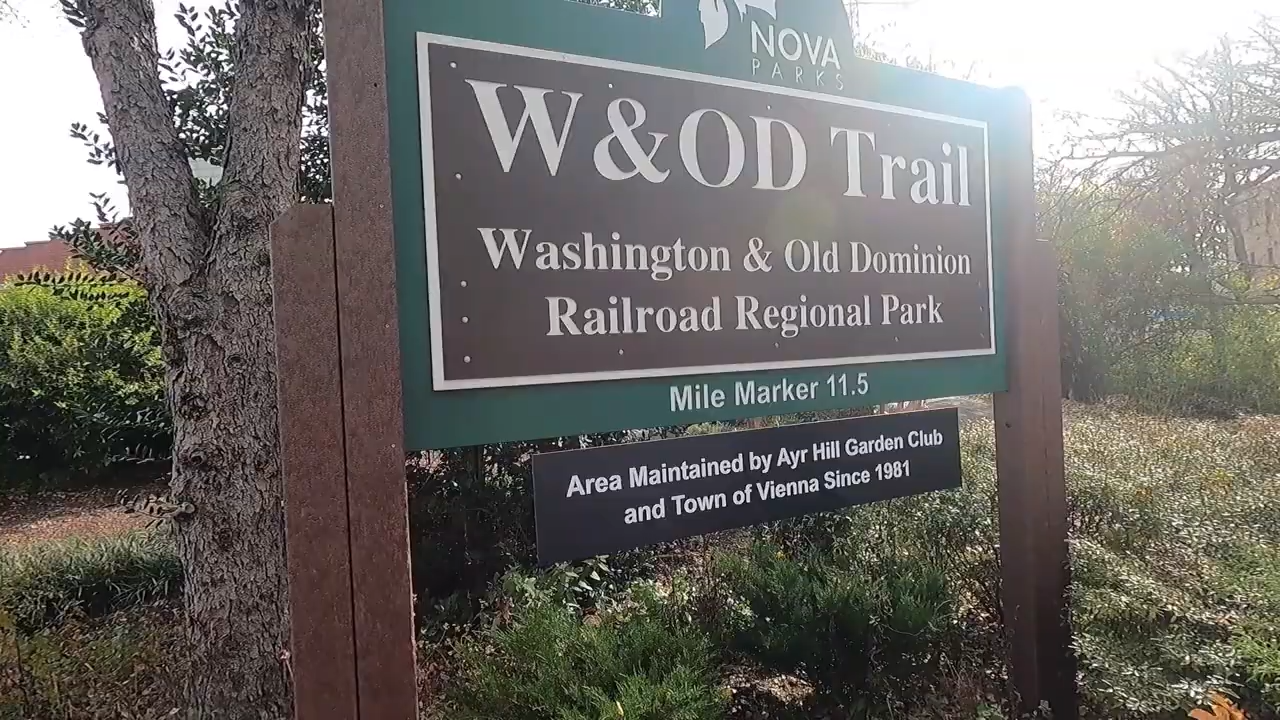 NOVA
PARKS
W&OD Trail
Washington & Old Dominion
Railroad Regional Park
Mile Marker 11.5
Area Maintained by Ayr Hill Garden Club
and Town of Vienna Since 1981